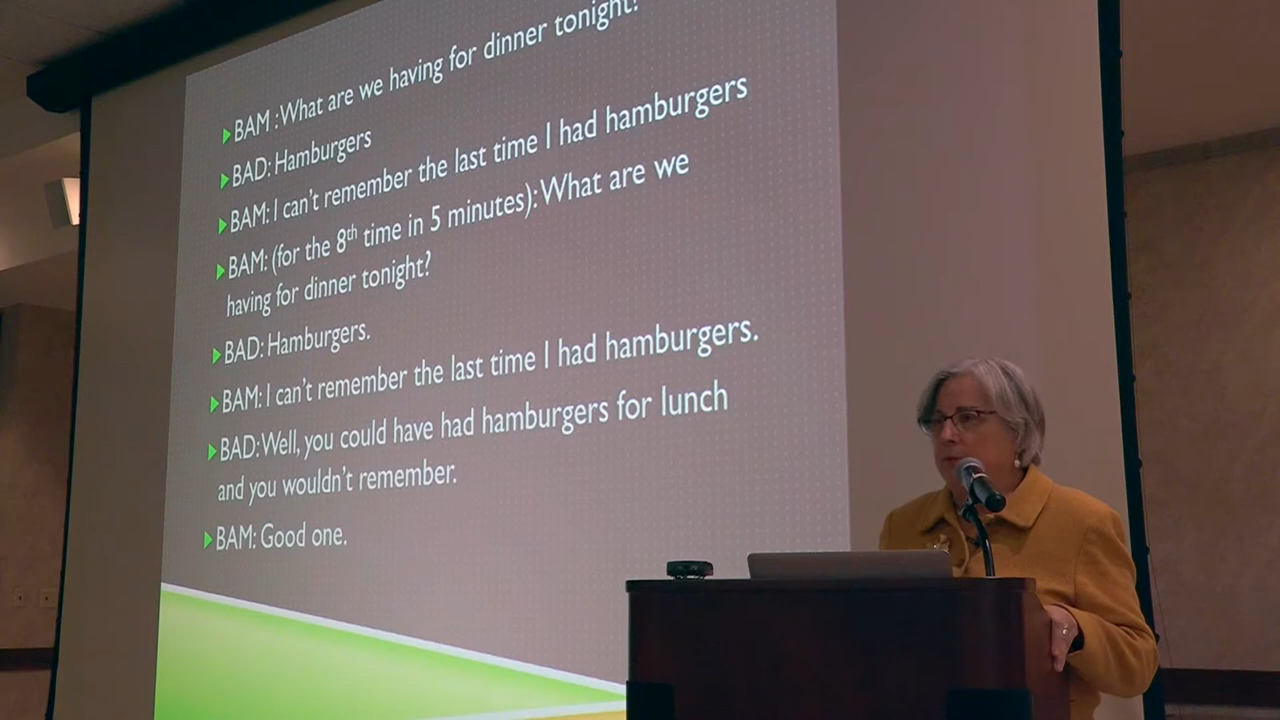 BAM : What are we having for dinner tonight?
BAD: Hamburgers
BAM: I can't remember the last time I had hamburgers
BAM: (for the 8th time in 5 minutes): What are we
having for dinner tonight?
BAD: Hamburgers.
BAM: I can't remember the last time I had hamburgers.
BAD: Well, you could have had hamburgers for lunch
and you wouldn't remember.
BAM: Good one.